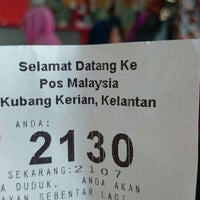 Selamat Datang Ke
Pos Malaysia
Kubang Kerian, Kelantan
ANDA:
2130
SEKARANG:2107
DUDUK. ANDA AKAN
SEBENTAR LAGI